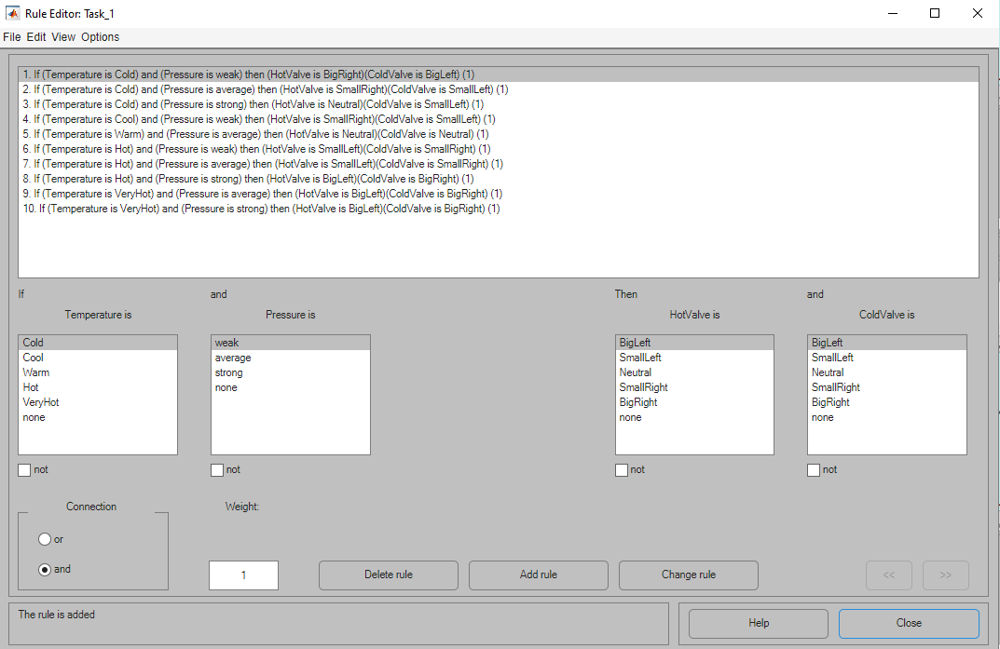 Rule Editor: Task_1
File Edit View Options
1. If (Temperature is Cold) and (Pressure is weak) then (HotValve is BigRight)(ColdValve is BigLeft) (1)
2. If (Temperature is Cold) and (Pressure is average) then (HotValve is SmallRight)(ColdValve is SmallLeft) (1)
3. If (Temperature is Cold) and (Pressure is strong) then (HotValve is Neutral)(ColdValve is SmallLeft) (1)
4. If (Temperature is Cool) and (Pressure is weak) then (HotValve is SmallRight)(ColdValve is SmallLeft) (1)
5. If (Temperature is Warm) and (Pressure is average) then (HotValve is Neutral)(ColdValve is Neutral) (1)
6. If (Temperature is Hot) and (Pressure is weak) then (HotValve is SmallLeft)(ColdValve is SmallRight) (1)
7. If (Temperature is Hot) and (Pressure is average) then (HotValve is SmallLeft)(ColdValve is SmallRight) (1)
8. If (Temperature is Hot) and (Pressure is strong) then (HotValve is BigLeft)(ColdValve is BigRight) (1)
9. If (Temperature is VeryHot) and (Pressure is average) then (HotValve is BigLeft)(ColdValve is BigRight) (1)
10. If (Temperature is VeryHot) and (Pressure is strong) then (HotValve is BigLeft)(ColdValve is BigRight) (1)
If and Then and
Temperature is Pressure is HotValve is ColdValve is
Cold weak BigLeft BigLeft
Cool average SmallLeft SmallLeft
Warm strong Neutral Neutral
Hot none SmallRight SmallRight
VeryHot BigRight BigRight
none none none
not not not not
Connection Weight:
or
and 1 Delete rule Add rule Change rule << >>
The rule is added Help Close